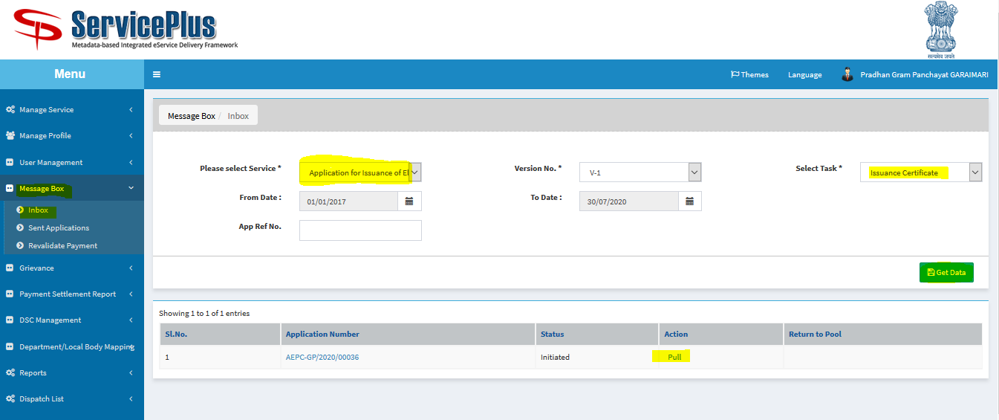 ServicePlus
Metadata-based Integrated eService Delivery Framework
सत्यमेव जयते
Menu
Themes Language Pradhan Gram Panchayat GARAIMARI
Manage Service
Manage Profile
User Management
Message Box
Inbox
Sent Applications
Revalidate Payment
Grievance
Payment Settlement Report
DSC Management
Department/Local Body Mapping
Reports
Dispatch List
Message Box / Inbox
Please select Service * Application for Issuance of El Version No. * V-1 Select Task * Issuance Certificate
From Date : 01/01/2017 To Date : 30/07/2020
App Ref No.
Get Data
Showing 1 to 1 of 1 entries
Sl.No. Application Number Status Action Return to Pool
1 AEPC-GP/2020/00036 Initiated Pull